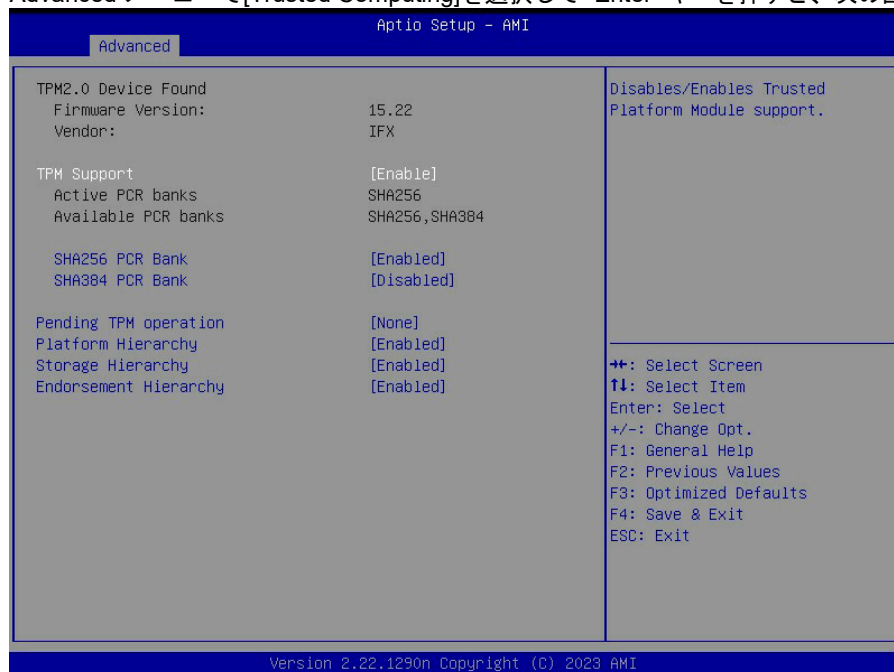 Aptio Setup - AMI
Advanced
TPM2.0 Device Found
Firmware Version: 15.22
Vendor: IFX
TPM Support [Enable]
Active PCR banks SHA256
Available PCR banks SHA256,SHA384
SHA256 PCR Bank [Enabled]
SHA384 PCR Bank [Disabled]
Pending TPM operation [None]
Platform Hierarchy [Enabled]
Storage Hierarchy [Enabled]
Endorsement Hierarchy [Enabled]
Disables/Enables Trusted
Platform Module support.
→←: Select Screen
↑↓: Select Item
Enter: Select
+/-: Change Opt.
F1: General Help
F2: Previous Values
F3: Optimized Defaults
F4: Save & Exit
ESC: Exit
Version 2.22.1290n Copyright (C) 2023 AMI